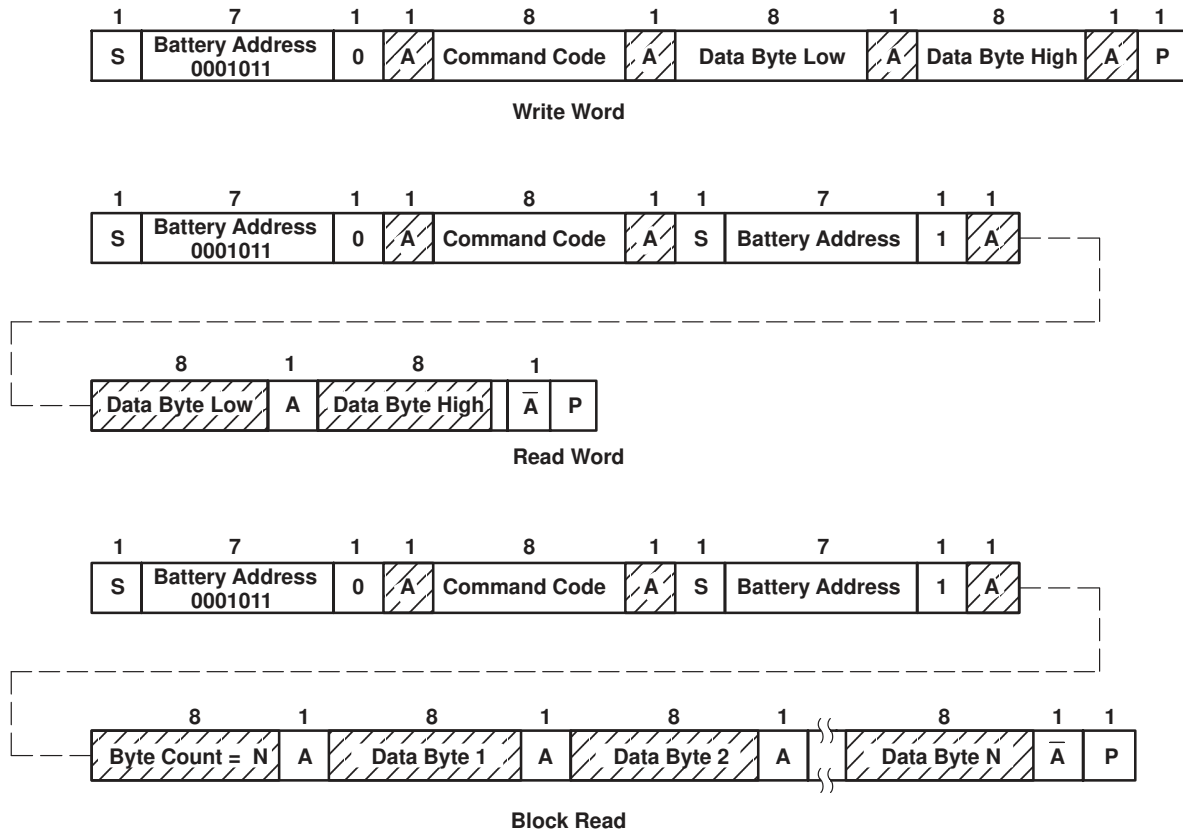 1 7 1 1 8 1 8 1 8 1 1
S Battery Address 0001011 0 A Command Code A Data Byte Low A Data Byte High A P
Write Word
1 7 1 1 8 1 1 7 1 1
S Battery Address 0001011 0 A Command Code A S Battery Address 1 A
8 1 8 1
Data Byte Low A Data Byte High A̅ P
Read Word
1 7 1 1 8 1 1 7 1 1
S Battery Address 0001011 0 A Command Code A S Battery Address 1 A
8 1 8 1 8 1 8 1 1
Byte Count = N A Data Byte 1 A Data Byte 2 A Data Byte N A̅ P
Block Read